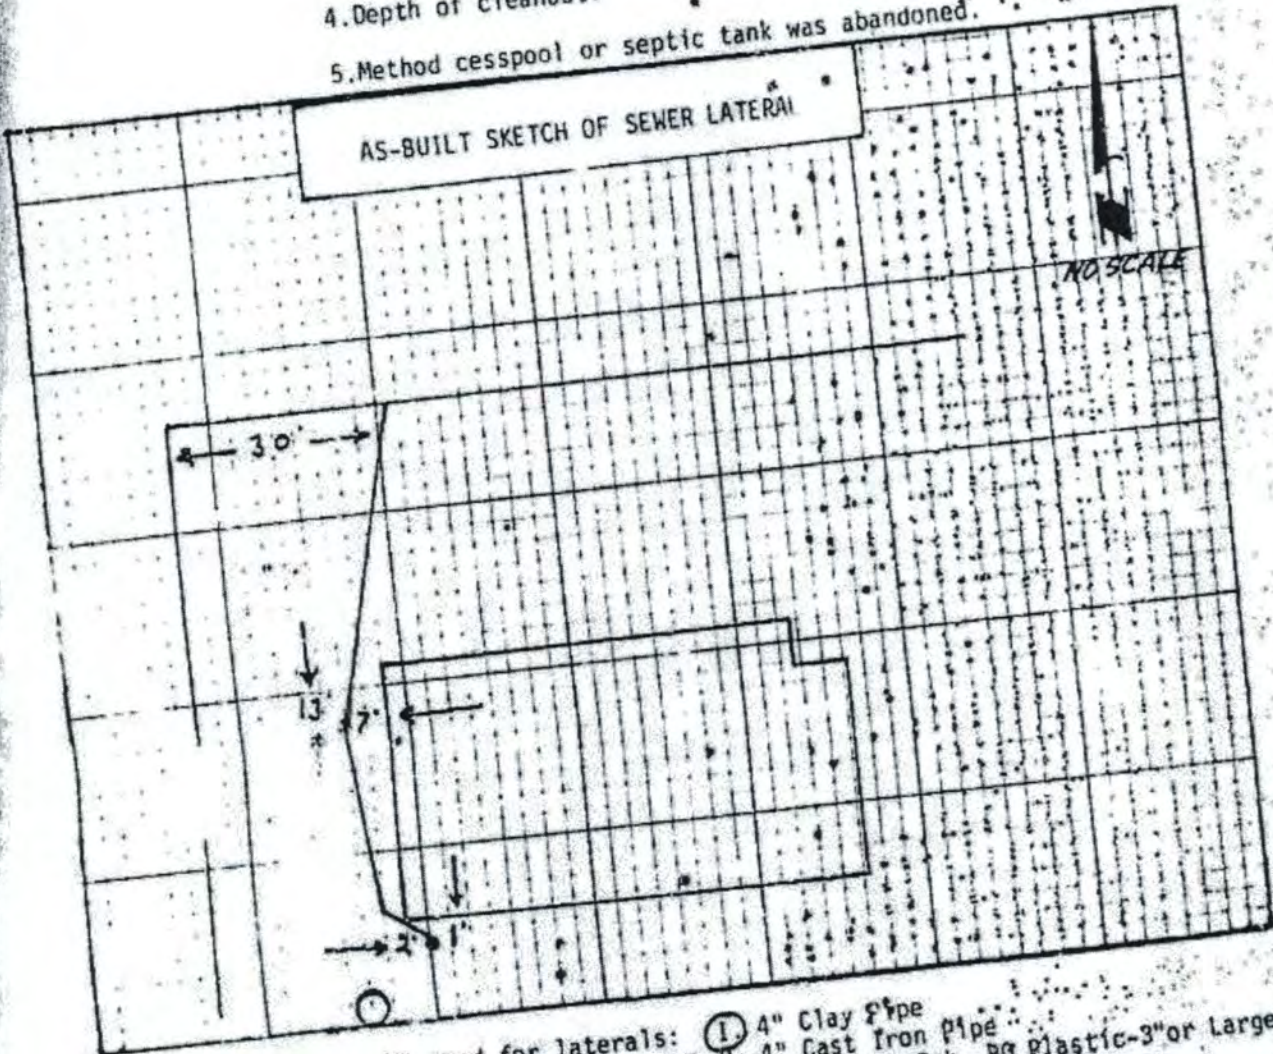 4.Depth of
5.Method cesspool or septic tank was abandoned.
AS-BUILT SKETCH OF SEWER LATERAL
NO SCALE
30'
13'
7'
2' 1'
for laterals: 1 4" Clay Pipe
4" Cast Iron Pipe
Plastic-3"or Large